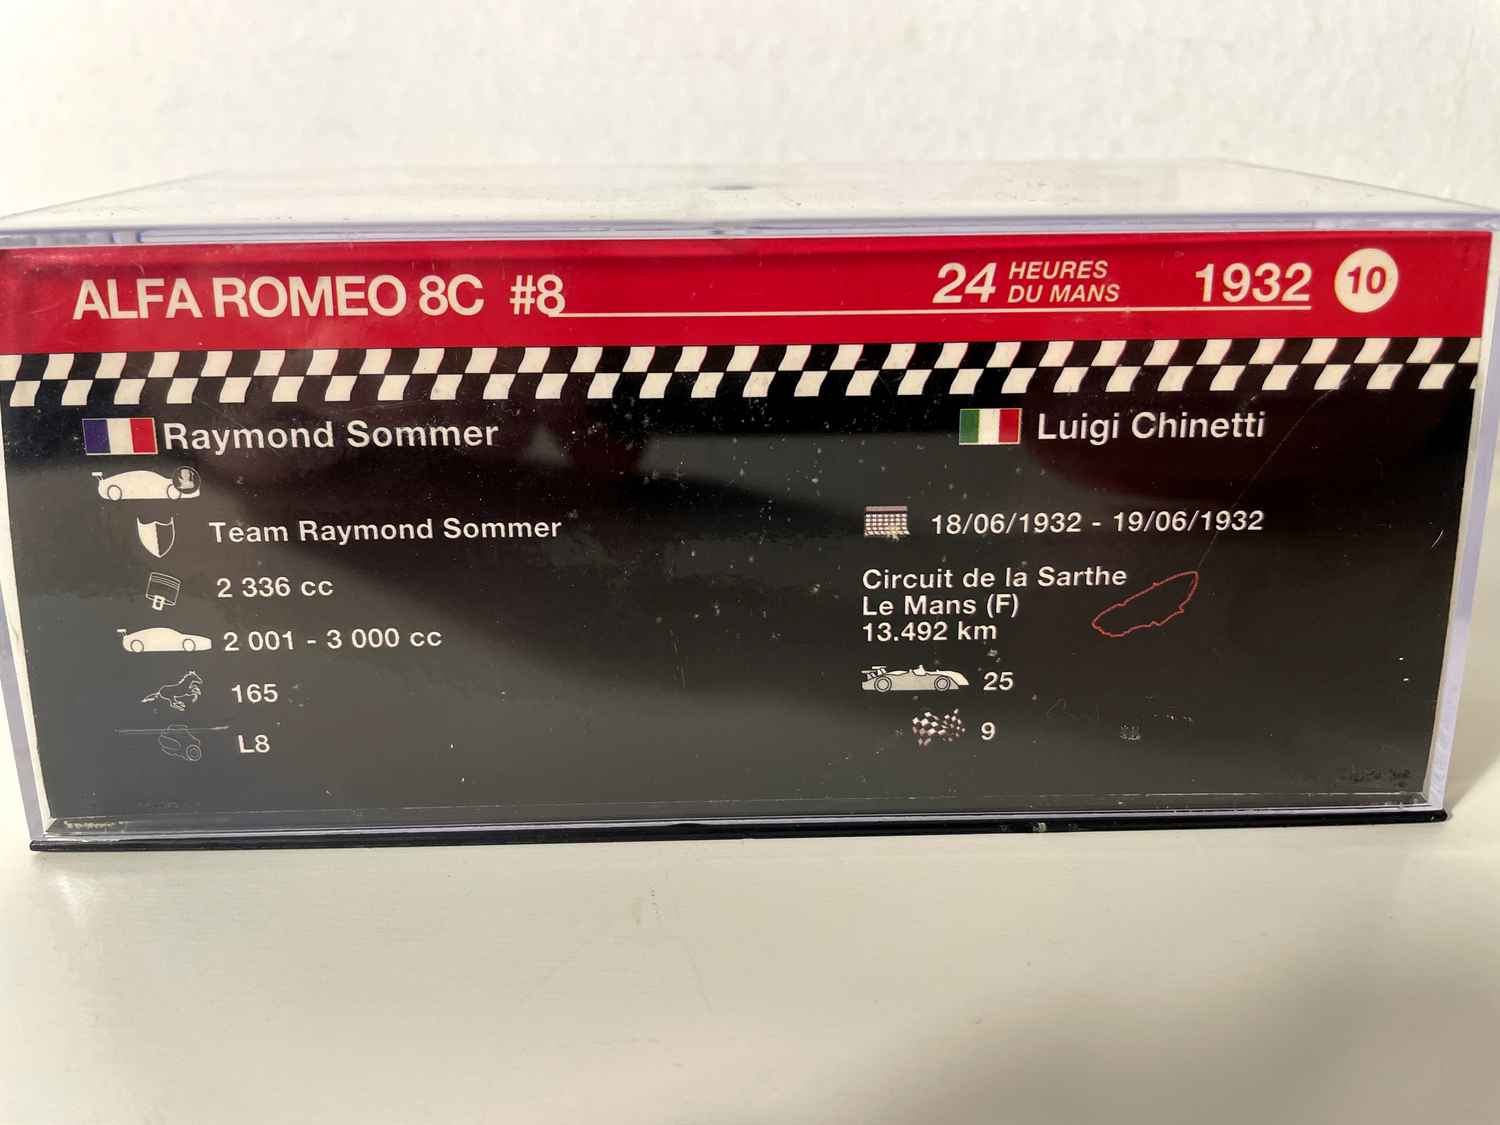 ALFA ROMEO 8C #8
24 HEURES DU MANS 1932 10
Raymond Sommer
Luigi Chinetti
Team Raymond Sommer
2 336 cc
2 001 - 3 000 cc
165
L8
18/06/1932 - 19/06/1932
Circuit de la Sarthe
Le Mans (F)
13.492 km
25
9